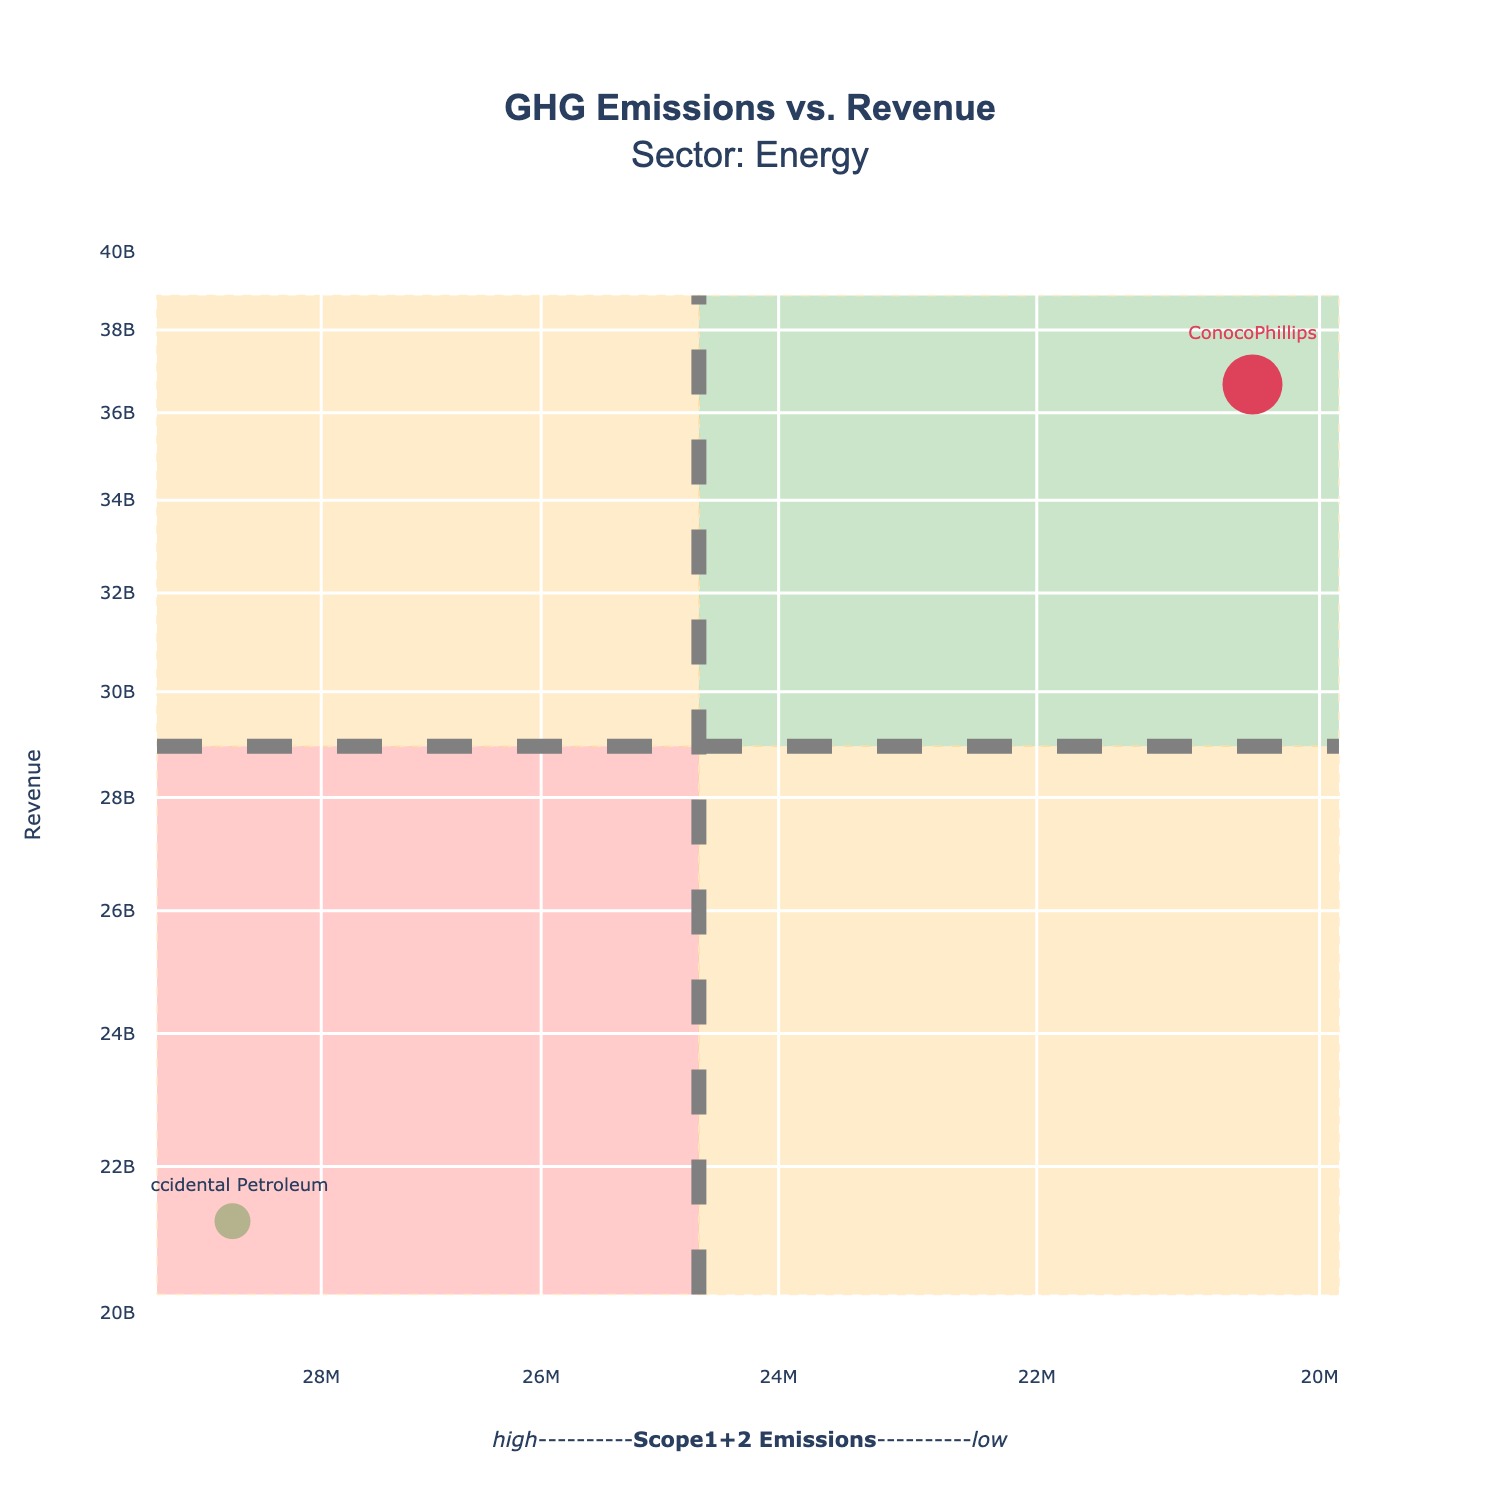 GHG Emissions vs. Revenue
Sector: Energy
40B
38B
ConocoPhillips
36B
34B
32B
30B
Revenue
28B
26B
24B
22B
ccidental Petroleum
20B
28M 26M 24M 22M 20M
high----------Scope1+2 Emissions----------low